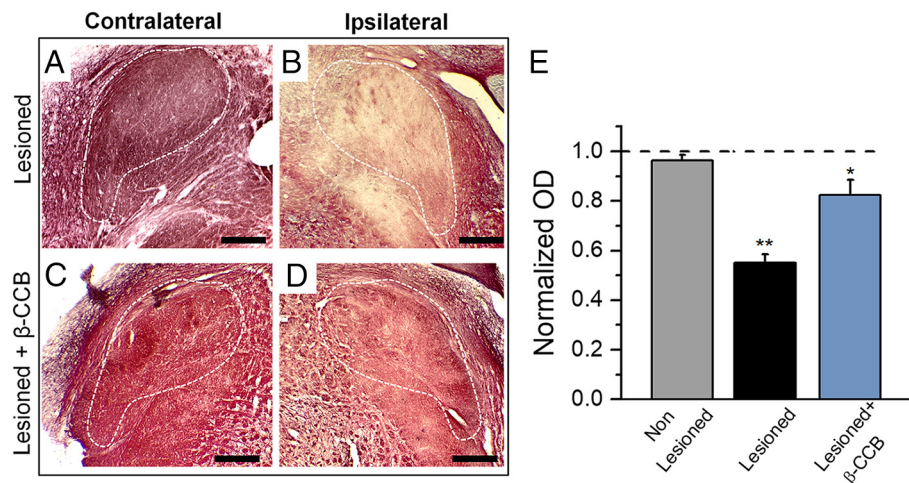 Contralateral Ipsilateral
Lesioned
A
B
Lesioned + β-CCB
C
D
E
Normalized OD
1.0
0.8
0.6
0.4
0.2
0.0
**
*
Non
Lesioned
Lesioned
Lesioned+
β-CCB